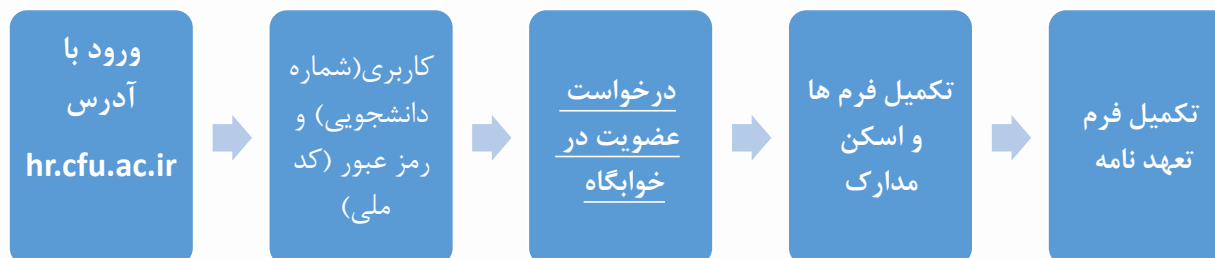 ورود با
آدرس
hr.cfu.ac.ir
کاربری(شماره
دانشجویی) و
رمز عبور (کد
ملی)
درخواست
عضویت در
خوابگاه
تکمیل فرم ها
و اسکن
مدارک
تکمیل فرم
تعهد نامه